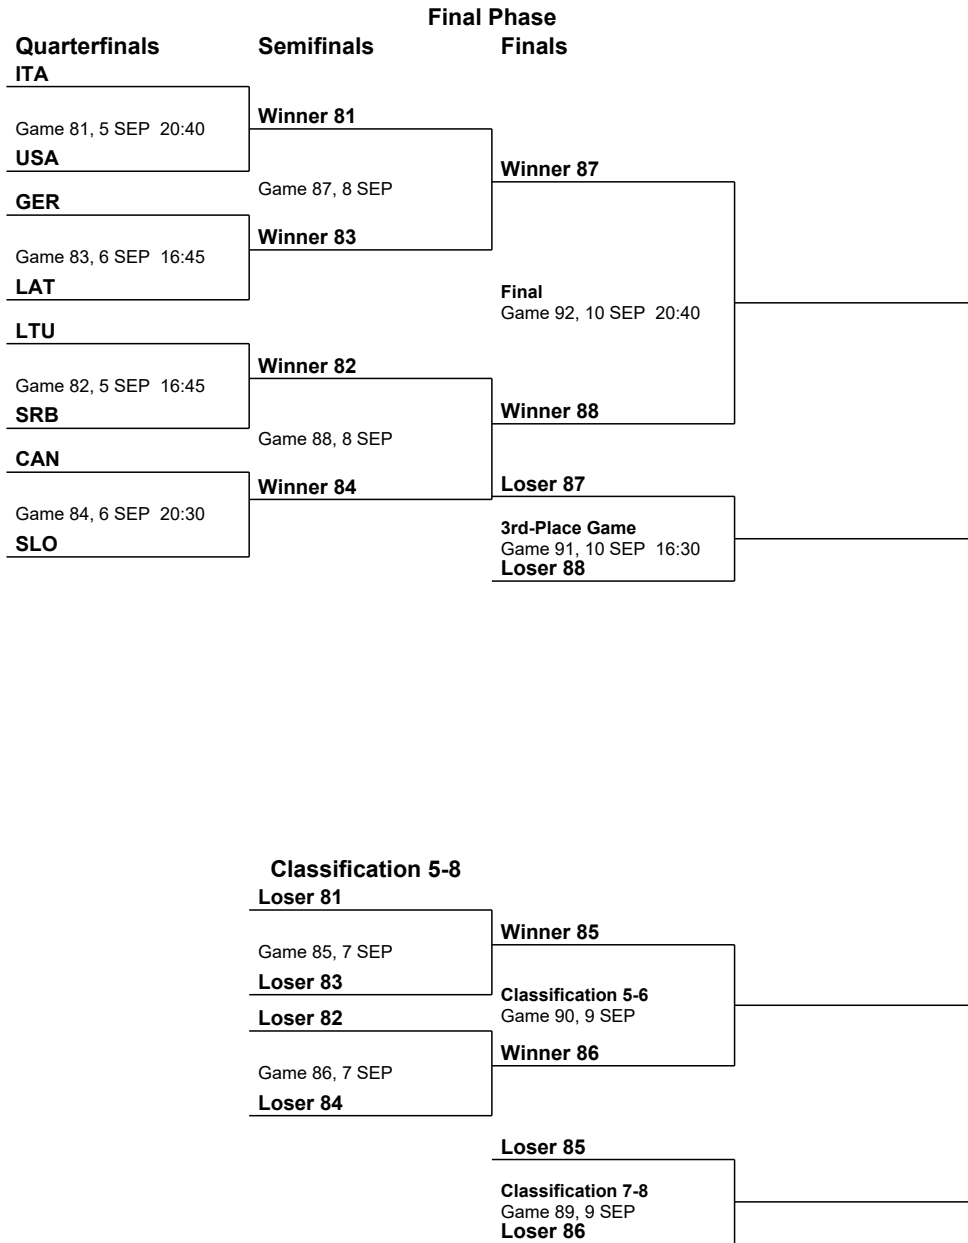 Final Phase
Quarterfinals Semifinals Finals
ITA
Game 81, 5 SEP 20:40
USA
GER
Game 83, 6 SEP 16:45
LAT
LTU
Game 82, 5 SEP 16:45
SRB
CAN
Game 84, 6 SEP 20:30
SLO
Winner 81
Game 87, 8 SEP
Winner 83
Winner 82
Game 88, 8 SEP
Winner 84
Winner 87
Final
Game 92, 10 SEP 20:40
Winner 88
Loser 87
3rd-Place Game
Game 91, 10 SEP 16:30
Loser 88
Classification 5-8
Loser 81
Game 85, 7 SEP
Loser 83
Loser 82
Game 86, 7 SEP
Loser 84
Winner 85
Classification 5-6
Game 90, 9 SEP
Winner 86
Loser 85
Classification 7-8
Game 89, 9 SEP
Loser 86